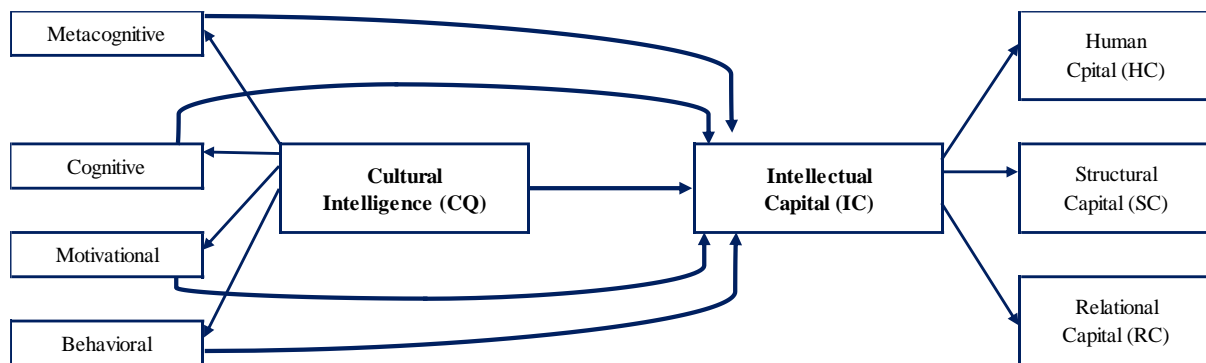 Metacognitive
Cognitive
Motivational
Behavioral
Cultural
Intelligence (CQ)
Intellectual
Capital (IC)
Human
Cpital (HC)
Structural
Capital (SC)
Relational
Capital (RC)